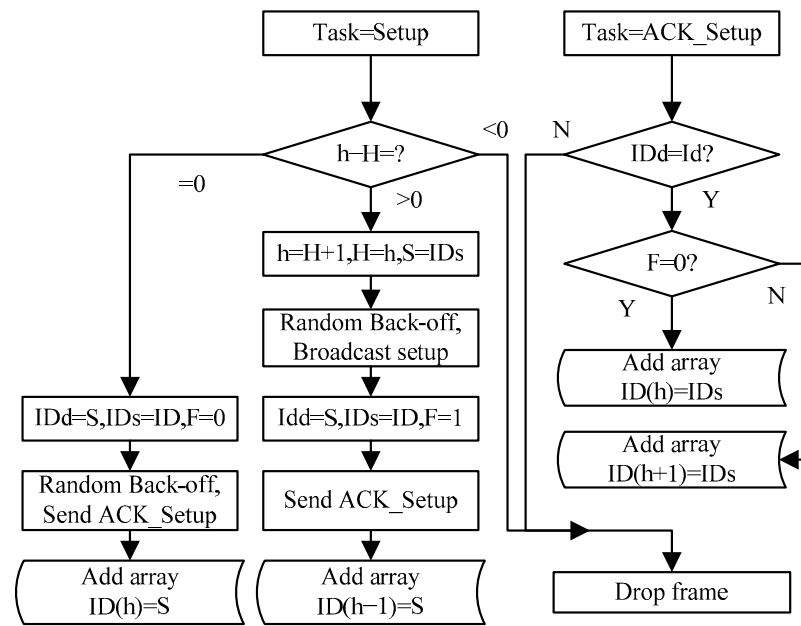 Task=Setup
Task=ACK_Setup
<0
N
h−H=?
IDd=Id?
=0
>0
Y
h=H+1,H=h,S=IDs
F=0?
Y
N
Random Back-off,
Broadcast setup
Add array
ID(h)=IDs
IDd=S,IDs=ID,F=0
Idd=S,IDs=ID,F=1
Add array
ID(h+1)=IDs
Random Back-off,
Send ACK_Setup
Send ACK_Setup
Add array
ID(h)=S
Add array
ID(h−1)=S
Drop frame